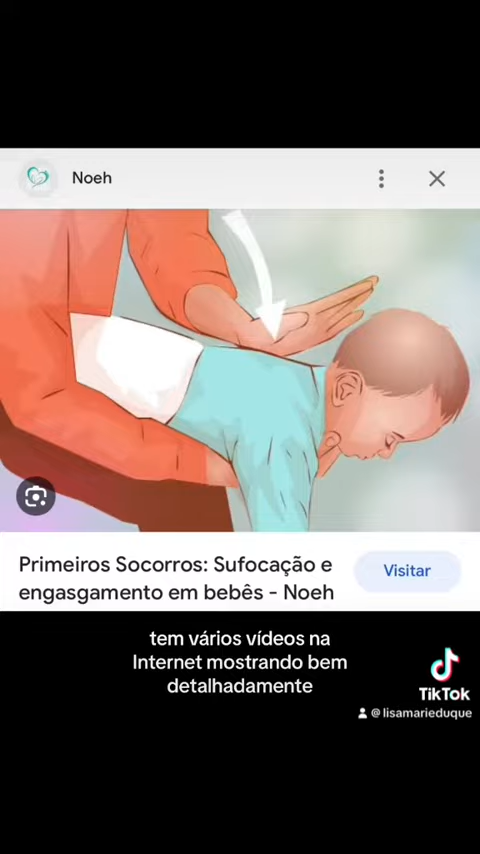 Noeh
Primeiros Socorros: Sufocação e
engasgamento em bebês - Noeh
Visitar
tem vários vídeos na
Internet mostrando bem
detalhadamente
TikTok
@lisamarieduque